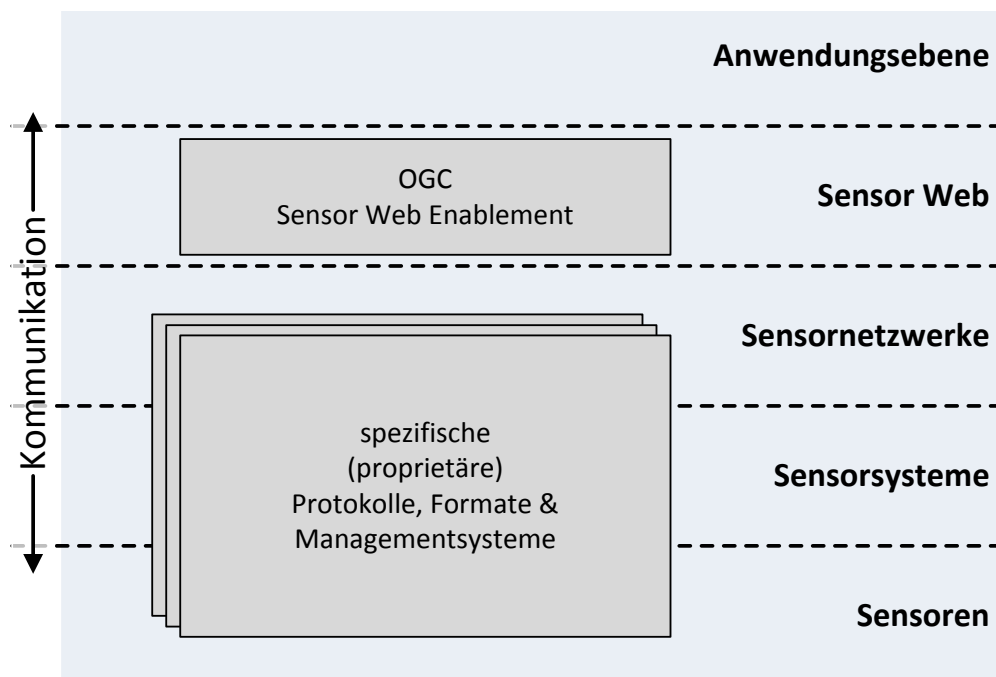 Anwendungsebene
OGC
Sensor Web Enablement
Sensor Web
Kommunikation
Sensornetzwerke
spezifische
(proprietäre)
Protokolle, Formate &
Managementsysteme
Sensorsysteme
Sensoren